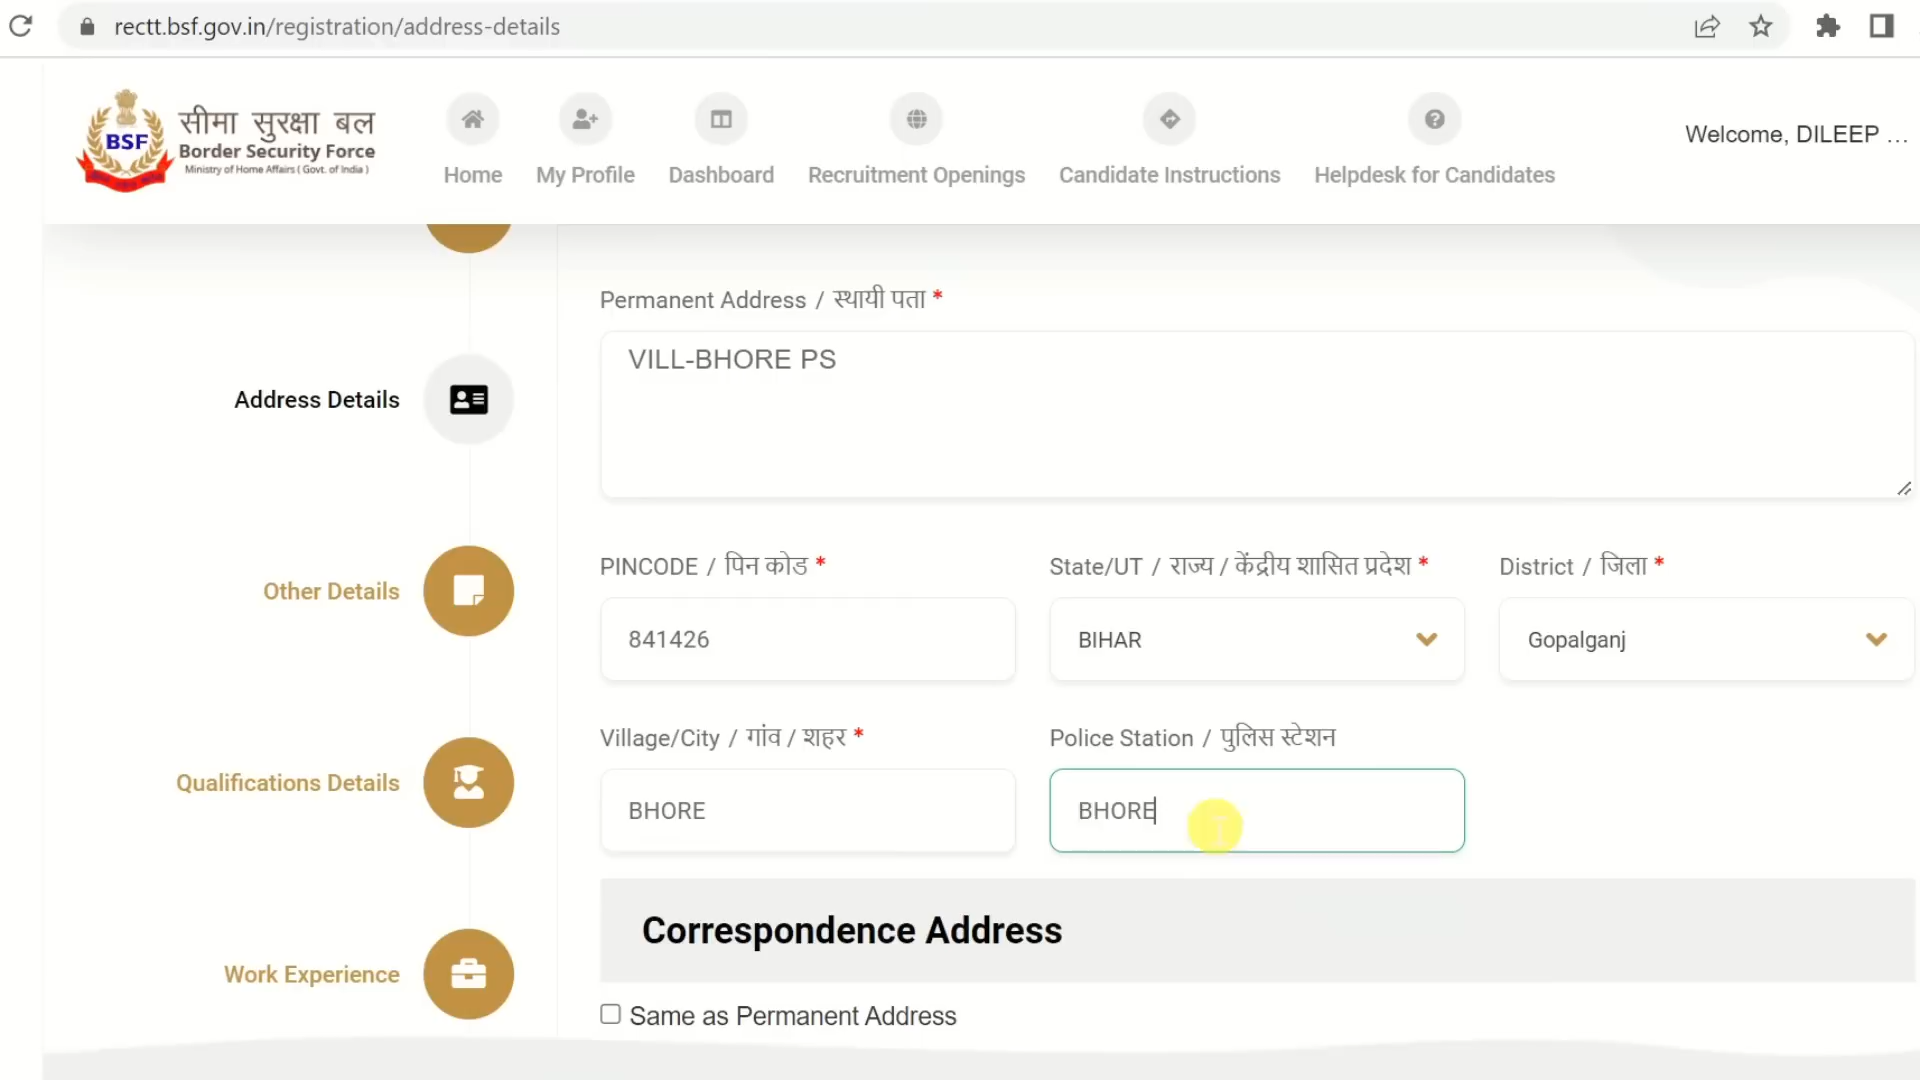 rectt.bsf.gov.in/registration/address-details
BSF
सीमा सुरक्षा बल
Border Security Force
Ministry of Home Affairs ( Govt. of India )
Home
My Profile
Dashboard
Recruitment Openings
Candidate Instructions
Helpdesk for Candidates
Welcome, DILEEP ...
Address Details
Other Details
Qualifications Details
Work Experience
Permanent Address / स्थायी पता *
VILL-BHORE PS
PINCODE / पिन कोड * State/UT / राज्य / केंद्रीय शासित प्रदेश * District / जिला *
841426 BIHAR Gopalganj
Village/City / गांव / शहर * Police Station / पुलिस स्टेशन
BHORE BHORE
Correspondence Address
Same as Permanent Address